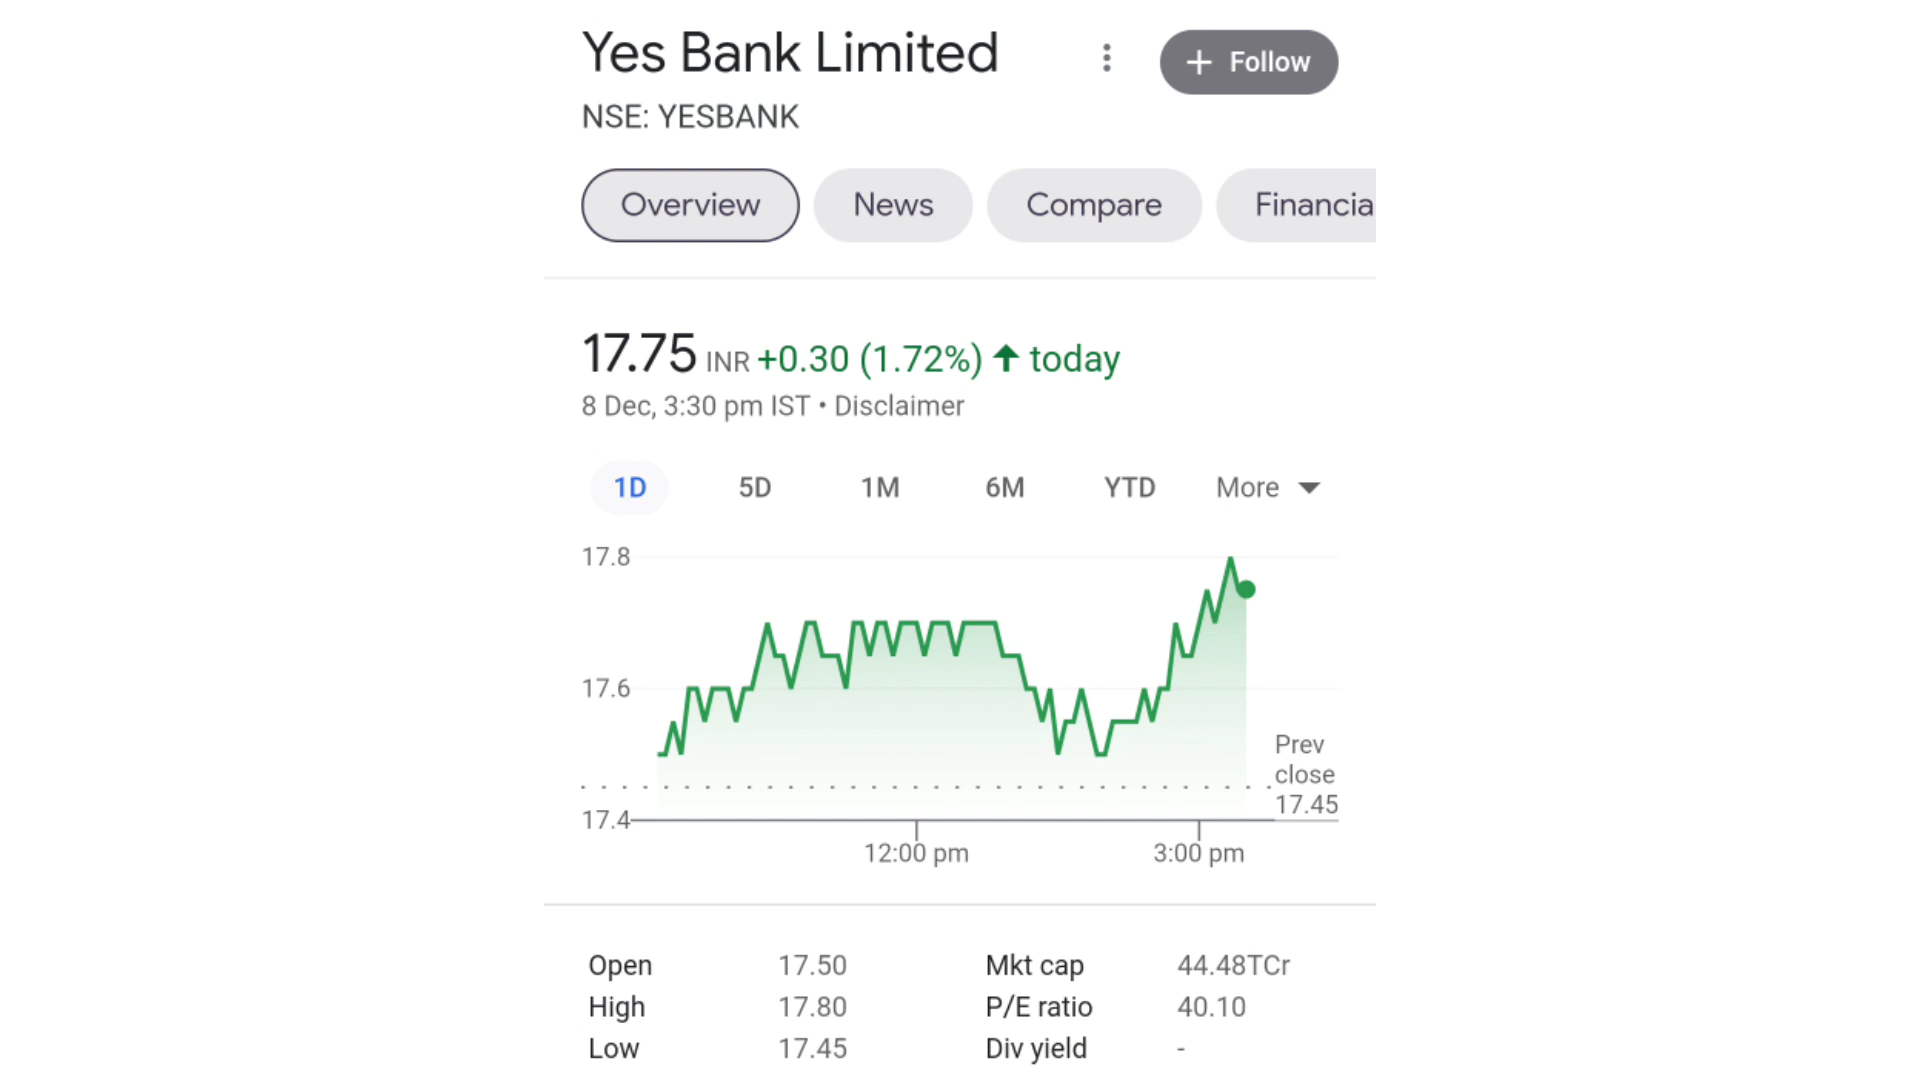 Yes Bank Limited
+ Follow
NSE: YESBANK
Overview News Compare Financia
17.75 INR +0.30 (1.72%) ↑ today
8 Dec, 3:30 pm IST • Disclaimer
1D 5D 1M 6M YTD More
17.8
17.6
Prev
close
17.45
17.4
12:00 pm 3:00 pm
Open 17.50 Mkt cap 44.48TCr
High 17.80 P/E ratio 40.10
Low 17.45 Div yield -